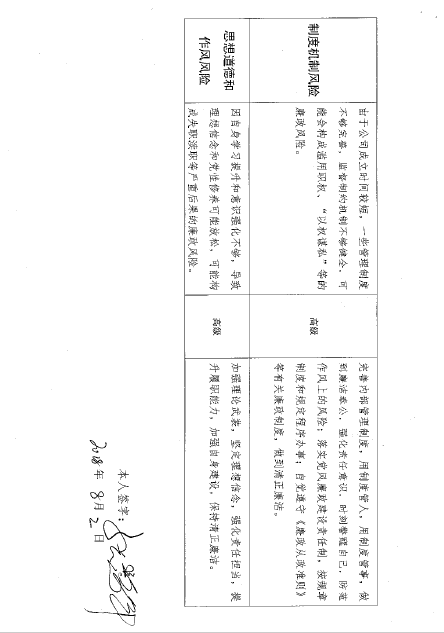 制度机制风险
由于公司成立时间较短，一些管理制度
不够完善，监督制约机制不够健全，可
能会构成滥用职权、“以权谋私”等的
廉政风险。
高级
完善内部管理制度，用制度管人，用制度管事，做
到廉洁奉公，强化责任意识，时刻警醒自己，防范
作风上的风险；落实党风廉政建设责任制，按规章
制度和规定程序办事；自觉遵守《廉政从政准则》
等有关廉政制度，做到清正廉洁。
思想道德和
作风风险
因自身学习提升和意识强化不够，导致
理想信念和党性修养可能放松，可能构
成失职渎职等严重后果的廉政风险。
高级
加强理论武装，坚定理想信念，强化责任担当，提
升履职能力，加强自身建设，保持清正廉洁。
本人签字：
2018年8月2日